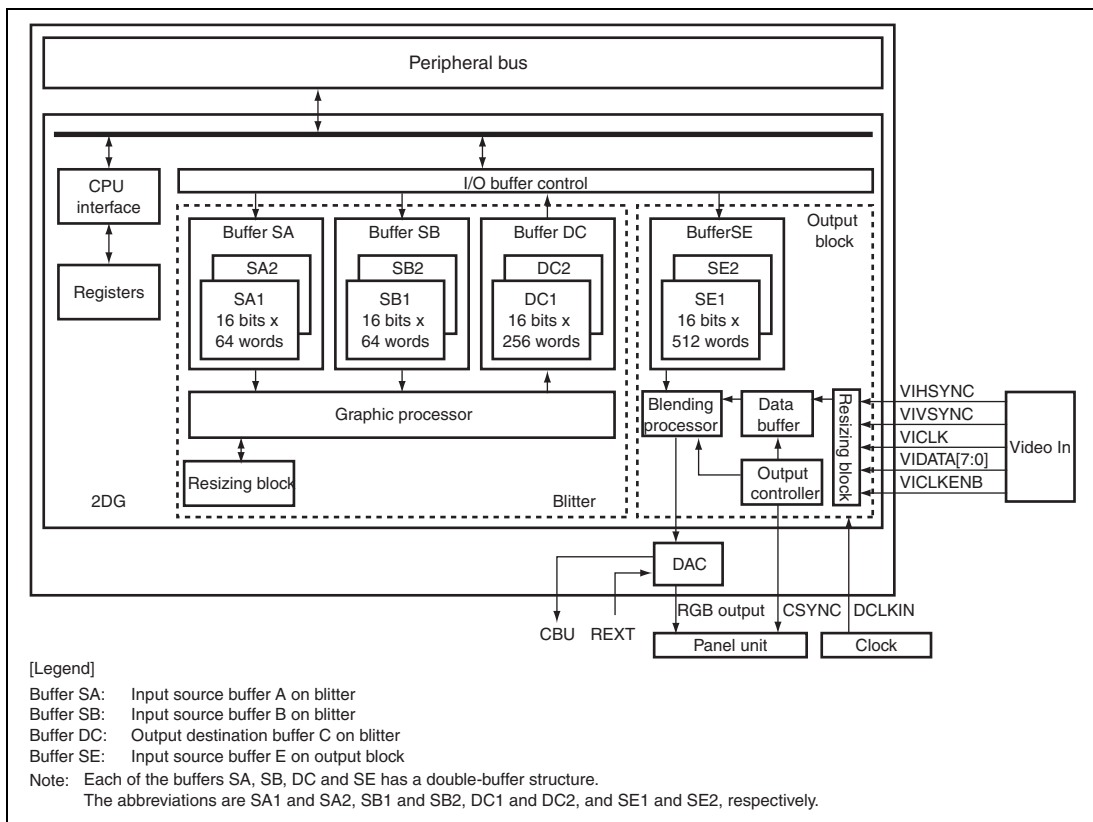 Peripheral bus
CPU
interface
Registers
I/O buffer control
Buffer SA
SA2
SA1
16 bits x
64 words
Buffer SB
SB2
SB1
16 bits x
64 words
Buffer DC
DC2
DC1
16 bits x
256 words
BufferSE
SE2
SE1
16 bits x
512 words
Output
block
Graphic processor
Resizing block
2DG
Blitter
Blending
processor
Data
buffer
Output
controller
Resizing block
VIHSYNC
VIVSYNC
VICLK
VIDATA[7:0]
VICLKENB
Video In
DAC
CBU
REXT
RGB output
CSYNC
DCLKIN
Panel unit
Clock
[Legend]
Buffer SA: Input source buffer A on blitter
Buffer SB: Input source buffer B on blitter
Buffer DC: Output destination buffer C on blitter
Buffer SE: Input source buffer E on output block
Note: Each of the buffers SA, SB, DC and SE has a double-buffer structure.
The abbreviations are SA1 and SA2, SB1 and SB2, DC1 and DC2, and SE1 and SE2, respectively.